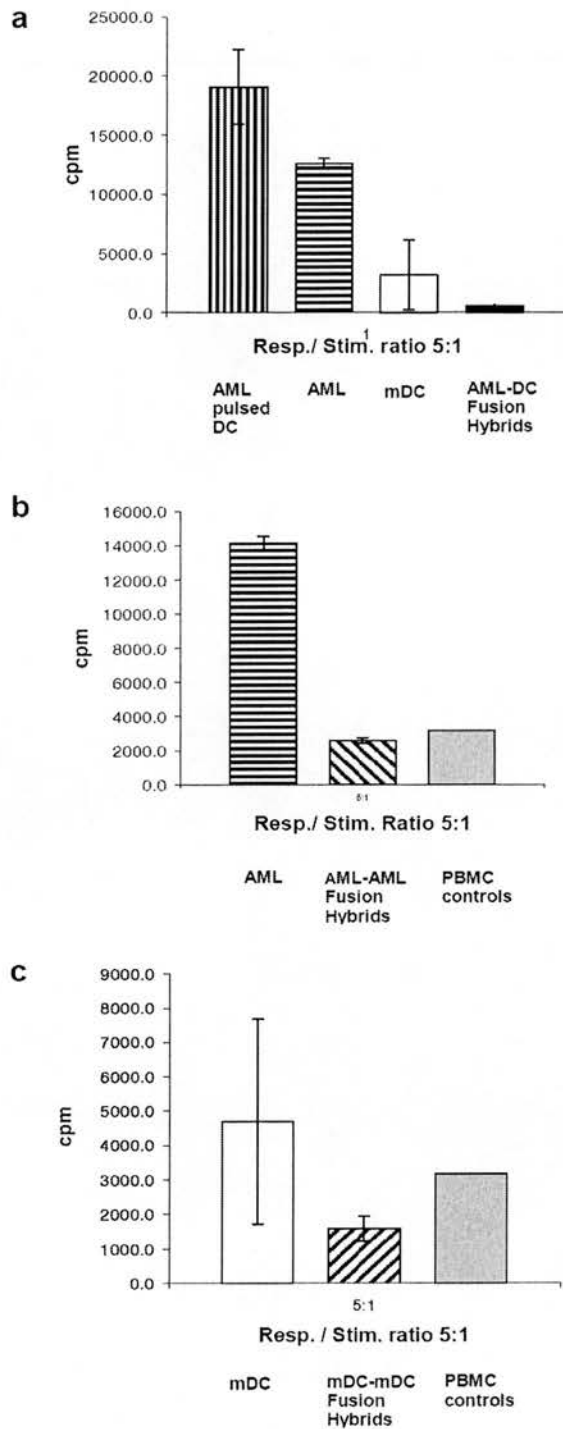 a
25000.0
20000.0
15000.0
10000.0
5000.0
0.0
cpm
1
Resp./ Stim. ratio 5:1
AML pulsed DC
AML
mDC
AML-DC Fusion Hybrids
b
16000.0
14000.0
12000.0
10000.0
8000.0
6000.0
4000.0
2000.0
0.0
cpm
5:1
Resp./ Stim. Ratio 5:1
AML
AML-AML Fusion Hybrids
PBMC controls
c
9000.0
8000.0
7000.0
6000.0
5000.0
4000.0
3000.0
2000.0
1000.0
0.0
cpm
5:1
Resp. / Stim. ratio 5:1
mDC
mDC-mDC Fusion Hybrids
PBMC controls